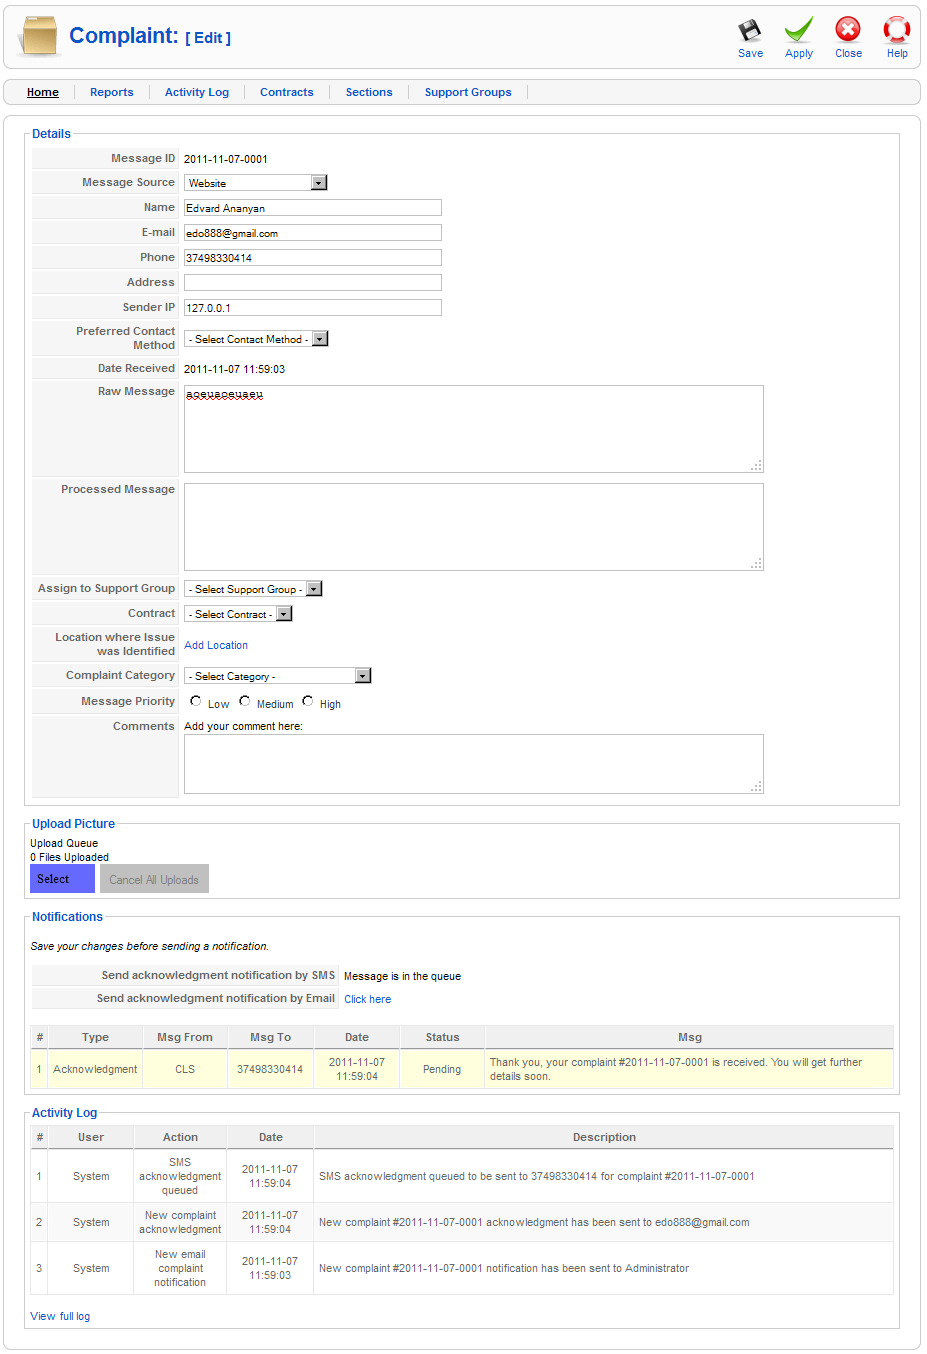 Complaint: [ Edit ]
Save Apply Close Help
Home Reports Activity Log Contracts Sections Support Groups
Details
Message ID 2011-11-07-0001
Message Source Website
Name Edvard Ananyan
E-mail edo888@gmail.com
Phone 37498330414
Address
Sender IP 127.0.0.1
Preferred Contact
Method - Select Contact Method -
Date Received 2011-11-07 11:59:03
Raw Message aoeuaoeuaeu
Processed Message
Assign to Support Group - Select Support Group -
Contract - Select Contract -
Location where Issue
was Identified Add Location
Complaint Category - Select Category -
Message Priority Low Medium High
Comments Add your comment here:
Upload Picture
Upload Queue
0 Files Uploaded
Select Cancel All Uploads
Notifications
Save your changes before sending a notification.
Send acknowledgment notification by SMS Message is in the queue
Send acknowledgment notification by Email Click here
# Type Msg From Msg To Date Status Msg
1 Acknowledgment CLS 37498330414 2011-11-07 11:59:04 Pending Thank you, your complaint #2011-11-07-0001 is received. You will get further
details soon.
Activity Log
# User Action Date Description
1 System SMS acknowledgment queued 2011-11-07 11:59:04 SMS acknowledgment queued to be sent to 37498330414 for complaint #2011-11-07-0001
2 System New complaint acknowledgment 2011-11-07 11:59:04 New complaint #2011-11-07-0001 acknowledgment has been sent to edo888@gmail.com
3 System New email complaint notification 2011-11-07 11:59:03 New complaint #2011-11-07-0001 notification has been sent to Administrator
View full log